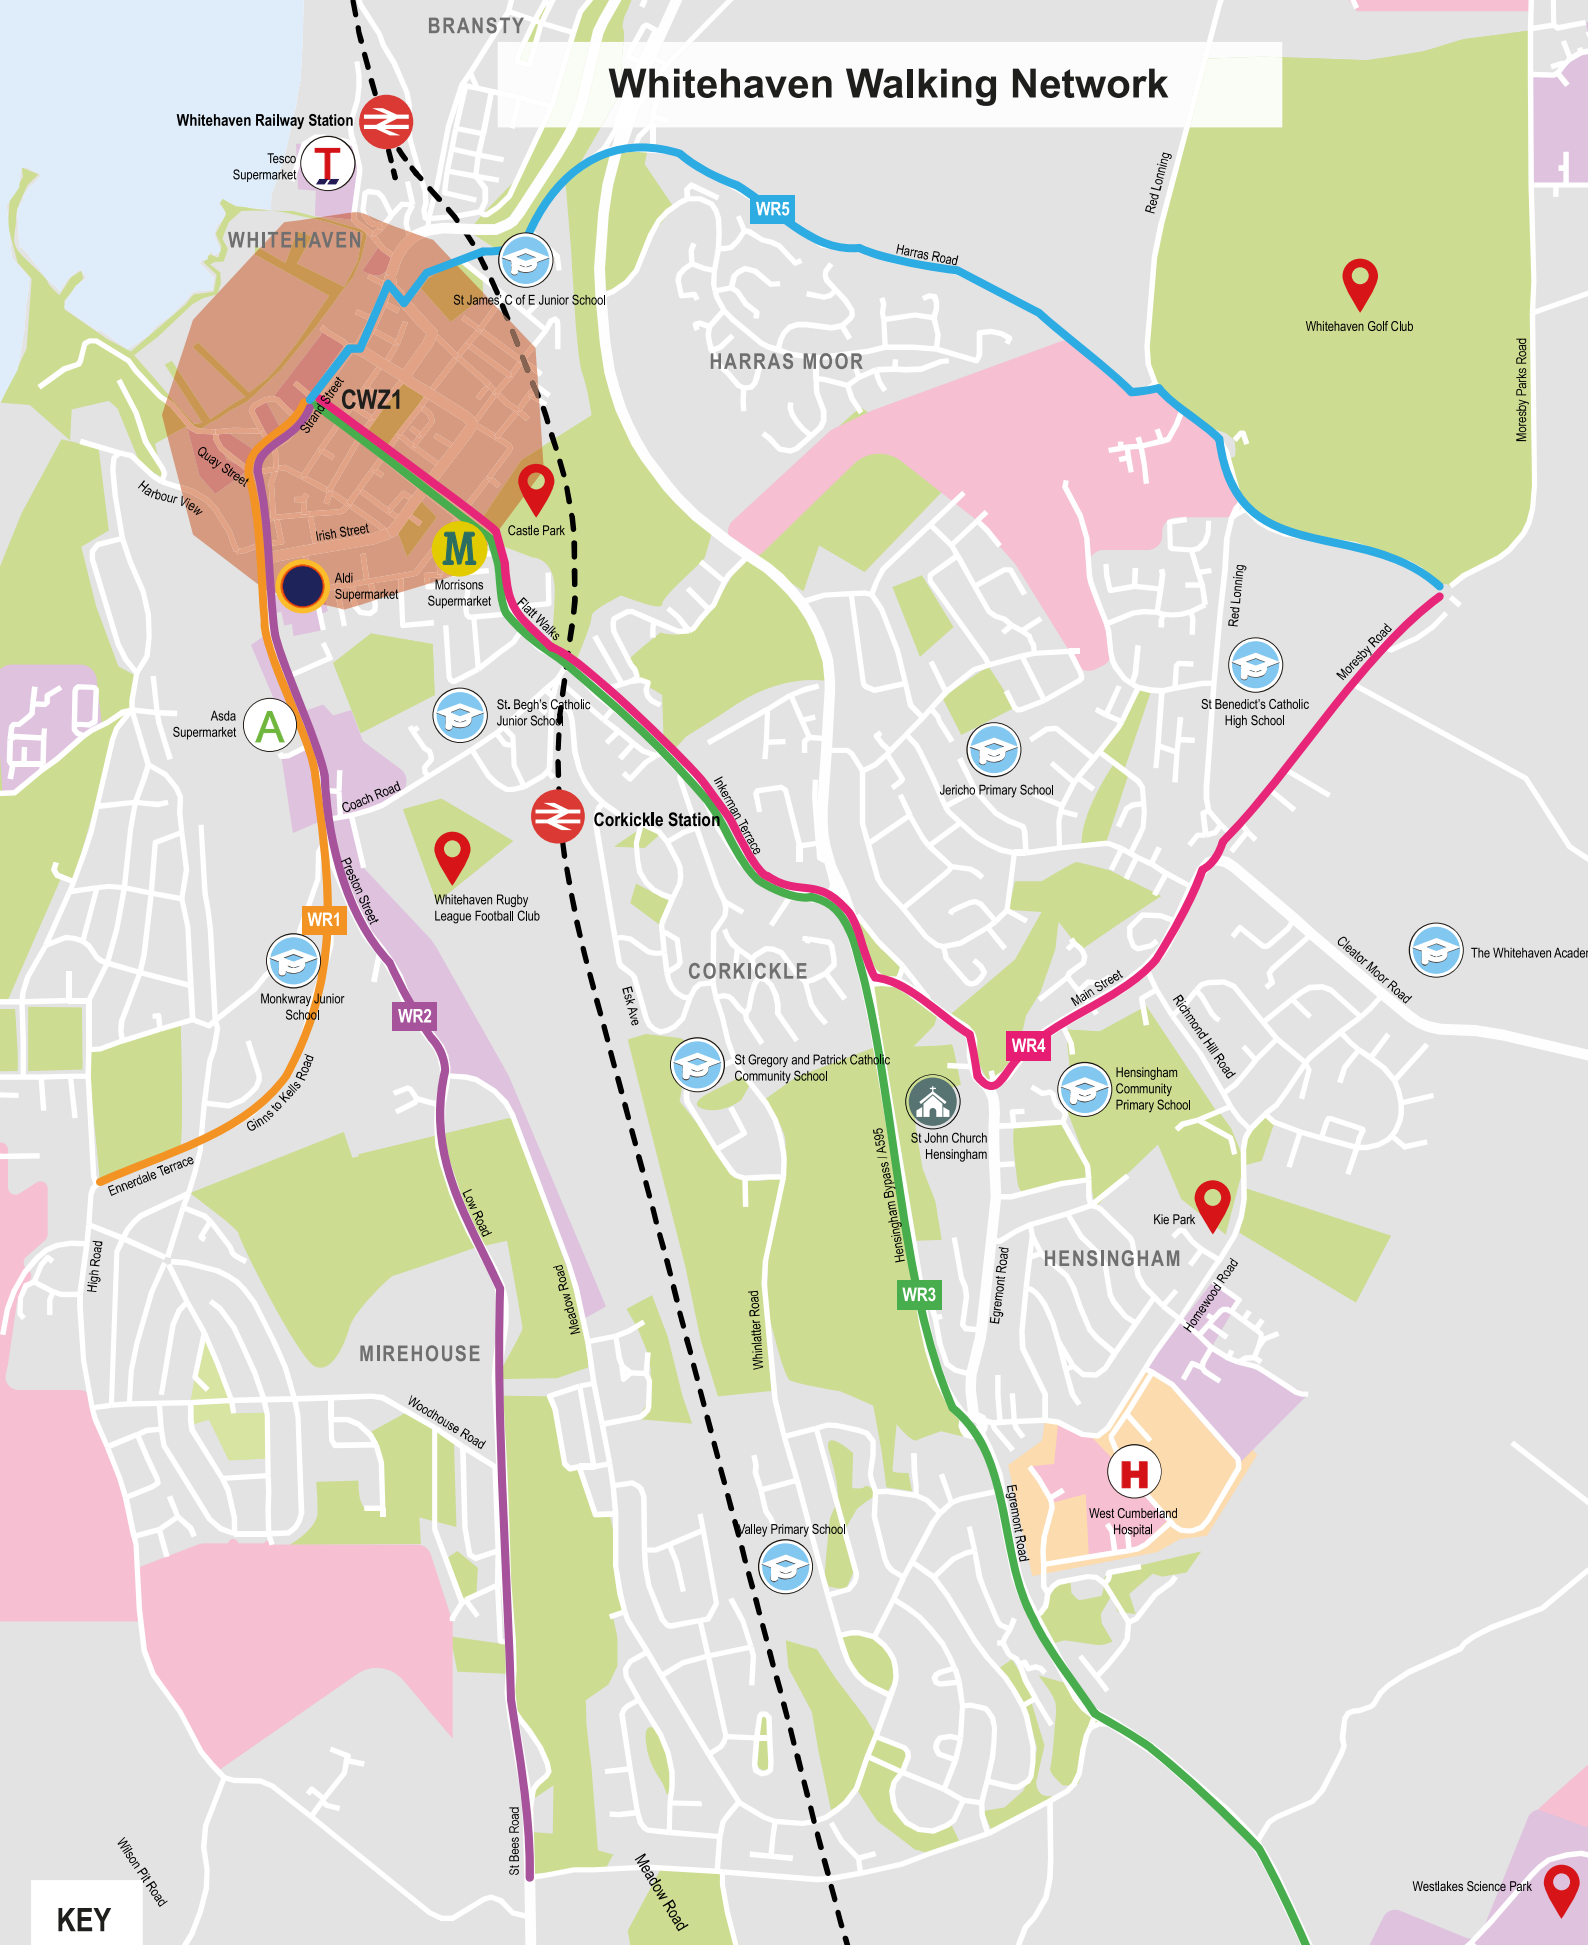 BRANSTY
Whitehaven Walking Network
Whitehaven Railway Station
Tesco
Supermarket
T
WHITEHAVEN
Red Lonning
WR5
Harras Road
St James' C of E Junior School
Whitehaven Golf Club
HARRAS MOOR
Moresby Parks Road
CWZ1
Strand Street
Quay Street
Harbour View
Irish Street
Castle Park
M
Morrisons
Supermarket
Aldi
Supermarket
Flatt Walks
Red Lonning
Moresby Road
St Benedict's Catholic
High School
St. Begh's Catholic
Junior School
Asda
Supermarket
A
Coach Road
Jericho Primary School
Inkerman Terrace
Corkickle Station
Preston Street
Whitehaven Rugby
League Football Club
WR1
Monkwray Junior
School
CORKICKLE
Cleator Moor Road
The Whitehaven Acader
Main Street
Esk Ave
WR2
Richmond Hill Road
WR4
St Gregory and Patrick Catholic
Community School
Hensingham
Community
Primary School
Ginns to Kells Road
St John Church
Hensingham
Ennerdale Terrace
Hensingham Bypass / A595
Low Road
Kie Park
High Road
HENSINGHAM
Egremont Road
Homewood Road
WR3
Meadow Road
Whinlatter Road
MIREHOUSE
Woodhouse Road
H
West Cumberland
Hospital
Egremont Road
Valley Primary School
St Bees Road
Wilson Pit Road
Meadow Road
Westlakes Science Park
KEY